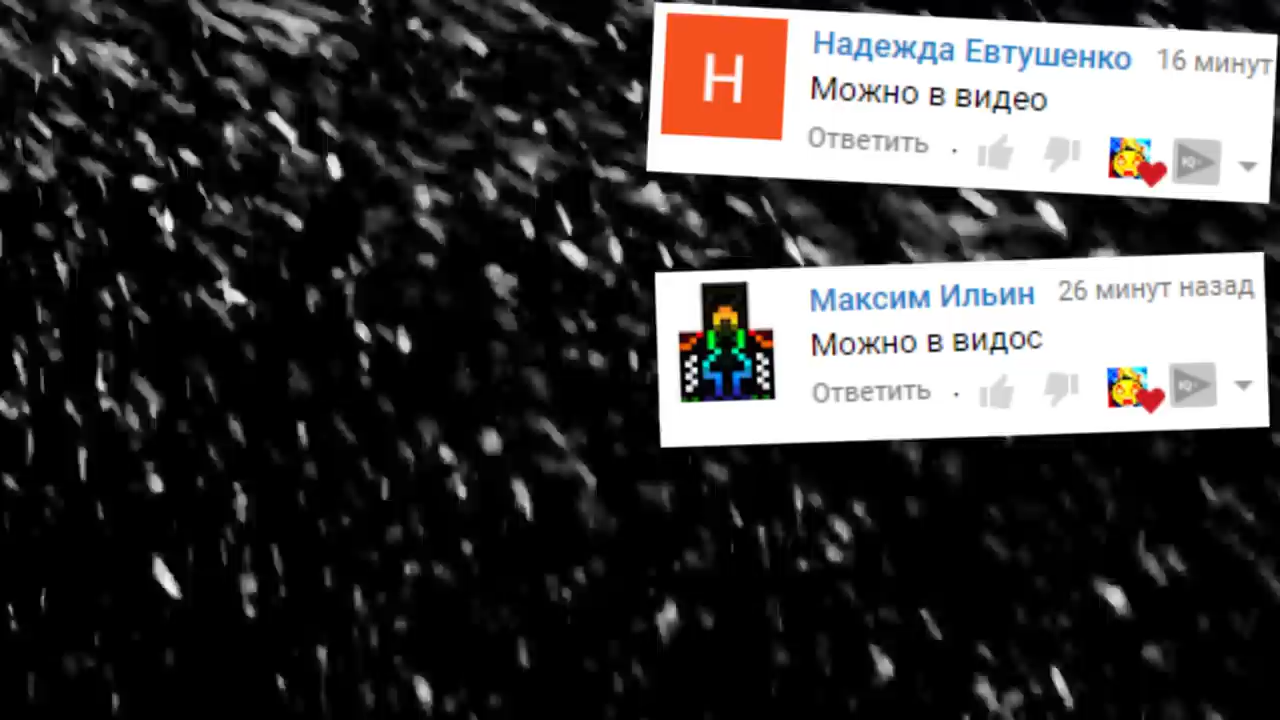 Н
Надежда Евтушенко 16 минут
Можно в видео
Ответить
Максим Ильин 26 минут назад
Можно в видос
Ответить